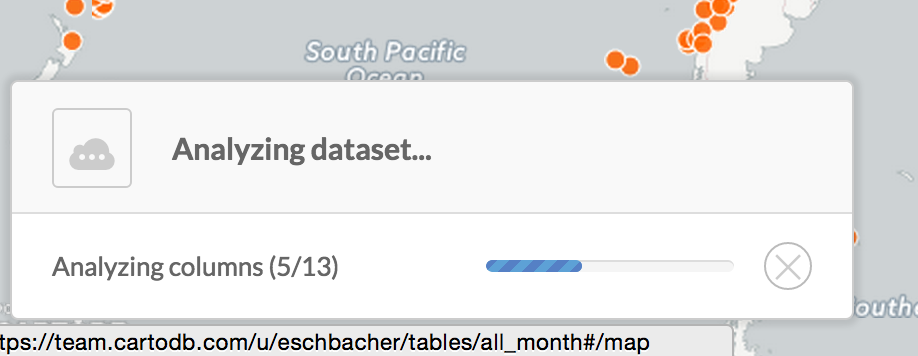 South Pacific
Ocean
Analyzing dataset...
Analyzing columns (5/13)
tps://team.cartodb.com/u/eschbacher/tables/all_month#/map